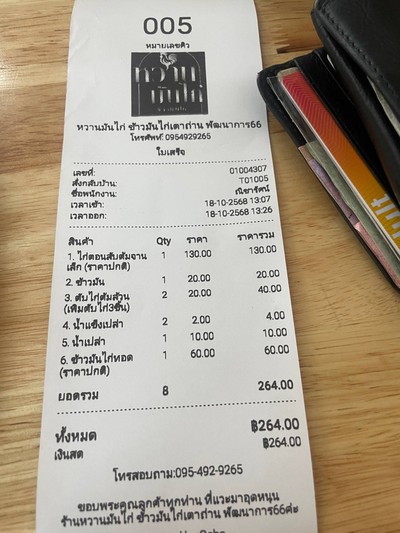 005
หมายเลขคิว
หวาน
มันไก่
หวานมันไก่ ข้าวมันไก่เตาถ่าน พัฒนาการ66
โทรศัพท์: 0954929265
ใบเสร็จ
เลขที่: 01004307
สั่งกลับบ้าน: T01005
ชื่อพนักงาน: ณิชารัศน์
เวลาเข้า: 18-10-2568 13:07
เวลาออก: 18-10-2568 13:26
สินค้า Qty ราคา ราคารวม
1. ไก่ตอนสับต้มจาน 1 130.00 130.00
เล็ก (ราคาปกติ)
2. ข้าวมัน 1 20.00 20.00
3. ตับไก่ต้มล้วน 2 20.00 40.00
(เพิ่มตับไก่3ชิ้น)
4. น้ำแข็งเปล่า 2 2.00 4.00
5. น้ำเปล่า 1 10.00 10.00
6. ข้าวมันไก่ทอด 1 60.00 60.00
(ราคาปกติ)
ยอดรวม 8 264.00
ทั้งหมด ฿264.00
เงินสด ฿264.00
โทรสอบถาม:095-492-9265
ขอบพระคุณลูกค้าทุกท่าน ที่แวะมาอุดหนุน
ร้านหวานมันไก่ ข้าวมันไก่เตาถ่าน พัฒนาการ66ค่ะ